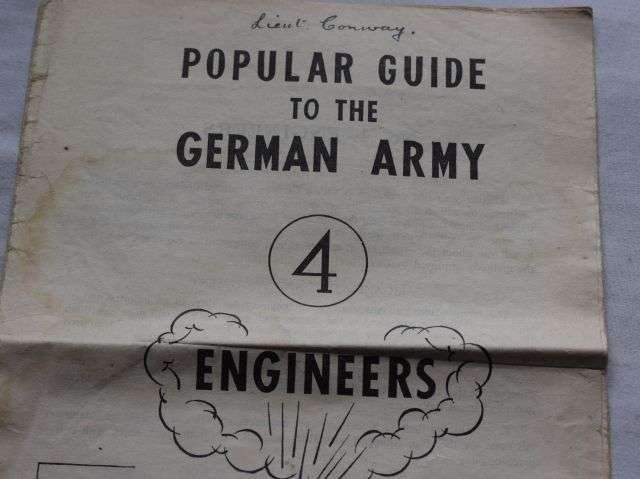 Lieut. Conway.
POPULAR GUIDE
TO THE
GERMAN ARMY
4
ENGINEERS